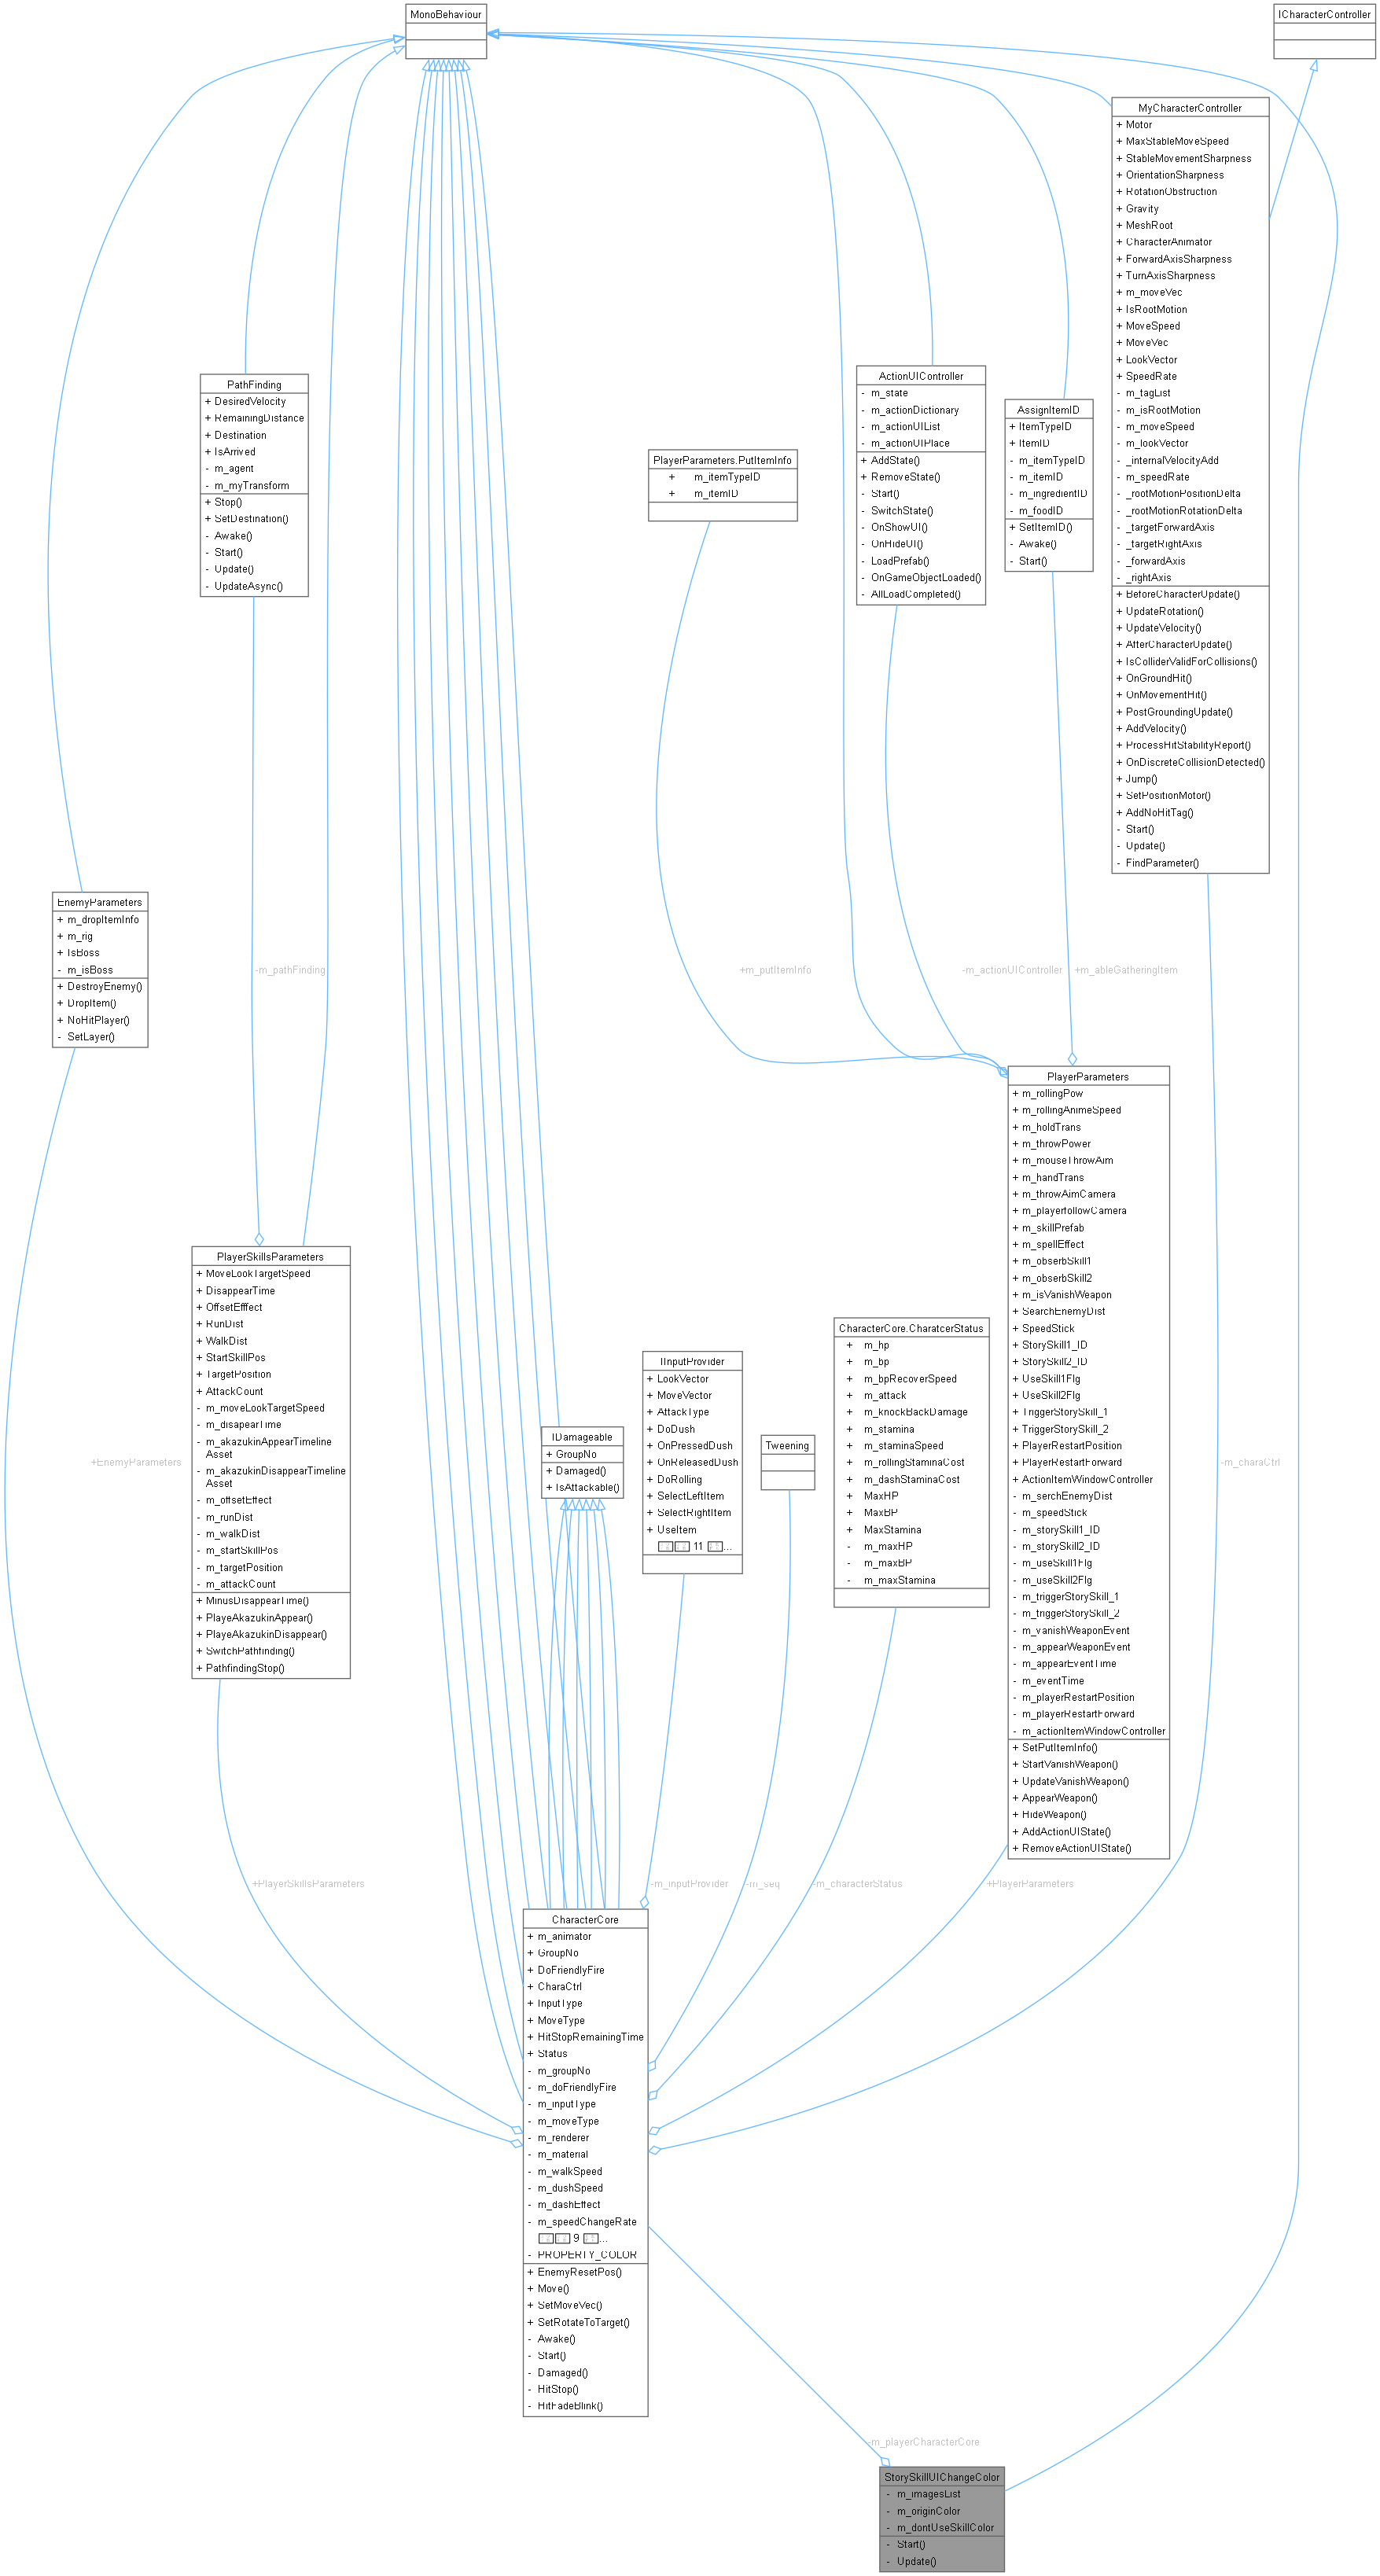 MonoBehaviour
ICharacterController
MyCharacterController
+ Motor
+ MaxStableMoveSpeed
+ StableMovementSharpness
+ OrientationSharpness
+ RotationObstruction
+ Gravity
+ MeshRoot
+ CharacterAnimator
+ ForwardAxisSharpness
+ TurnAxisSharpness
+ m_moveVec
+ IsRootMotion
+ MoveSpeed
+ MoveVec
+ LookVector
+ SpeedRate
- m_tagList
- m_isRootMotion
- m_moveSpeed
- m_lookVector
- _internalVelocityAdd
- m_speedRate
- _rootMotionPositionDelta
- _rootMotionRotationDelta
- _targetForwardAxis
- _targetRightAxis
- _forwardAxis
- _rightAxis
+ BeforeCharacterUpdate()
+ UpdateRotation()
+ UpdateVelocity()
+ AfterCharacterUpdate()
+ IsColliderValidForCollisions()
+ OnGroundHit()
+ OnMovementHit()
+ PostGroundingUpdate()
+ AddVelocity()
+ ProcessHitStabilityReport()
+ OnDiscreteCollisionDetected()
+ Jump()
+ SetPositionMotor()
+ AddNoHitTag()
- Start()
- Update()
- FindParameter()
PathFinding
+ DesiredVelocity
+ RemainingDistance
+ Destination
+ IsArrived
- m_agent
- m_myTransform
+ Stop()
+ SetDestination()
- Awake()
- Start()
- Update()
- UpdateAsync()
ActionUIController
- m_state
- m_actionDictionary
- m_actionUIList
- m_actionUIPlace
+ AddState()
+ RemoveState()
- Start()
- SwitchState()
- OnShowUI()
- OnHideUI()
- LoadPrefab()
- OnGameObjectLoaded()
- AllLoadCompleted()
AssignItemID
+ ItemTypeID
+ ItemID
- m_itemTypeID
- m_itemID
- m_ingredientID
- m_foodID
+ SetItemID()
- Awake()
- Start()
PlayerParameters.PutItemInfo
+ m_itemTypeID
+ m_itemID
EnemyParameters
+ m_dropItemInfo
+ m_rig
+ IsBoss
- m_isBoss
+ DestroyEnemy()
+ DropItem()
+ NoHitPlayer()
- SetLayer()
-m_pathFinding
+m_putItemInfo
-m_actionUIController
+m_ableGatheringItem
PlayerParameters
+ m_rollingPow
+ m_rollingAnimeSpeed
+ m_holdTrans
+ m_throwPower
+ m_mouseThrowAim
+ m_handTrans
+ m_throwAimCamera
+ m_playerfollowCamera
+ m_skillPrefab
+ m_spellEffect
+ m_obserbSkill1
+ m_obserbSkill2
+ m_isVanishWeapon
+ SearchEnemyDist
+ SpeedStick
+ StorySkill1_ID
+ StorySkill2_ID
+ UseSkill1Flg
+ UseSkill2Flg
+ TriggerStorySkill_1
+ TriggerStorySkill_2
+ PlayerRestartPosition
+ PlayerRestartForward
+ ActionItemWindowController
- m_serchEnemyDist
- m_speedStick
- m_storySkill1_ID
- m_storySkill2_ID
- m_useSkill1Flg
- m_useSkill2Flg
- m_triggerStorySkill_1
- m_triggerStorySkill_2
- m_vanishWeaponEvent
- m_appearWeaponEvent
- m_appearEventTime
- m_eventTime
- m_playerRestartPosition
- m_playerRestartForward
- m_actionItemWindowController
+ SetPutItemInfo()
+ StartVanishWeapon()
+ UpdateVanishWeapon()
+ AppearWeapon()
+ HideWeapon()
+ AddActionUIState()
+ RemoveActionUIState()
PlayerSkillsParameters
+ MoveLookTargetSpeed
+ DisappearTime
+ OffsetEfffect
+ RunDist
+ WalkDist
+ StartSkillPos
+ TargetPosition
+ AttackCount
- m_moveLookTargetSpeed
- m_disapearTime
- m_akazukinAppearTimeline
Asset
- m_akazukinDisappearTimeline
Asset
- m_offsetEffect
- m_runDist
- m_walkDist
- m_startSkillPos
- m_targetPosition
- m_attackCount
+ MinusDisappearTime()
+ PlayeAkazukinAppear()
+ PlayeAkazukinDisappear()
+ SwitchPathfinding()
+ PathfindingStop()
CharacterCore.CharatcerStatus
+ m_hp
+ m_bp
+ m_bpRecoverSpeed
+ m_attack
+ m_knockBackDamage
+ m_stamina
+ m_staminaSpeed
+ m_rollingStaminaCost
+ m_dashStaminaCost
+ MaxHP
+ MaxBP
+ MaxStamina
- m_maxHP
- m_maxBP
- m_maxStamina
IInputProvider
+ LookVector
+ MoveVector
+ AttackType
+ DoDush
+ OnPressedDush
+ OnReleasedDush
+ DoRolling
+ SelectLeftItem
+ SelectRightItem
+ UseItem
11 ...
IDamageable
+ GroupNo
+ Damaged()
+ IsAttackable()
Tweening
+EnemyParameters
-m_charaCtrl
+PlayerSkillsParameters
-m_inputProvider
-m_seq
-m_characterStatus
+PlayerParameters
CharacterCore
+ m_animator
+ GroupNo
+ DoFriendlyFire
+ CharaCtrl
+ InputType
+ MoveType
+ HitStopRemainingTime
+ Status
- m_groupNo
- m_doFriendlyFire
- m_inputType
- m_moveType
- m_renderer
- m_material
- m_walkSpeed
- m_dushSpeed
- m_dashEffect
- m_speedChangeRate
9 ...
- PROPERTY_COLOR
+ EnemyResetPos()
+ Move()
+ SetMoveVec()
+ SetRotateToTarget()
- Awake()
- Start()
- Damaged()
- HitStop()
- HitFadeBlink()
-m_playerCharacterCore
StorySkillUIChangeColor
- m_imagesList
- m_originColor
- m_dontUseSkillColor
- Start()
- Update()